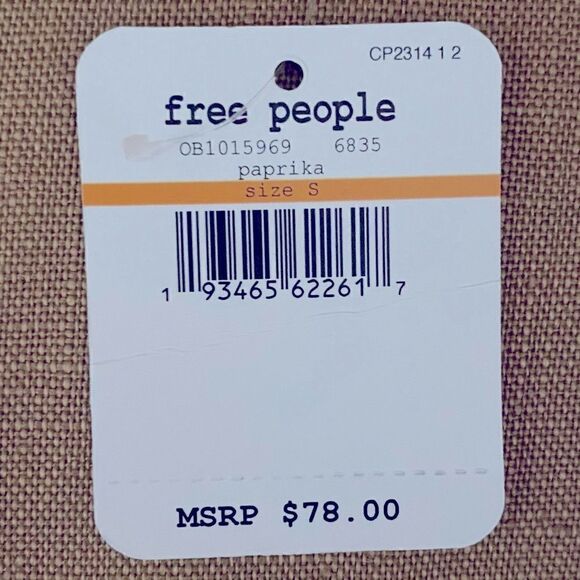 CP2314 1 2
free people
OB1015969 6835
paprika
size S
1 93465 62261 7
MSRP $78.00